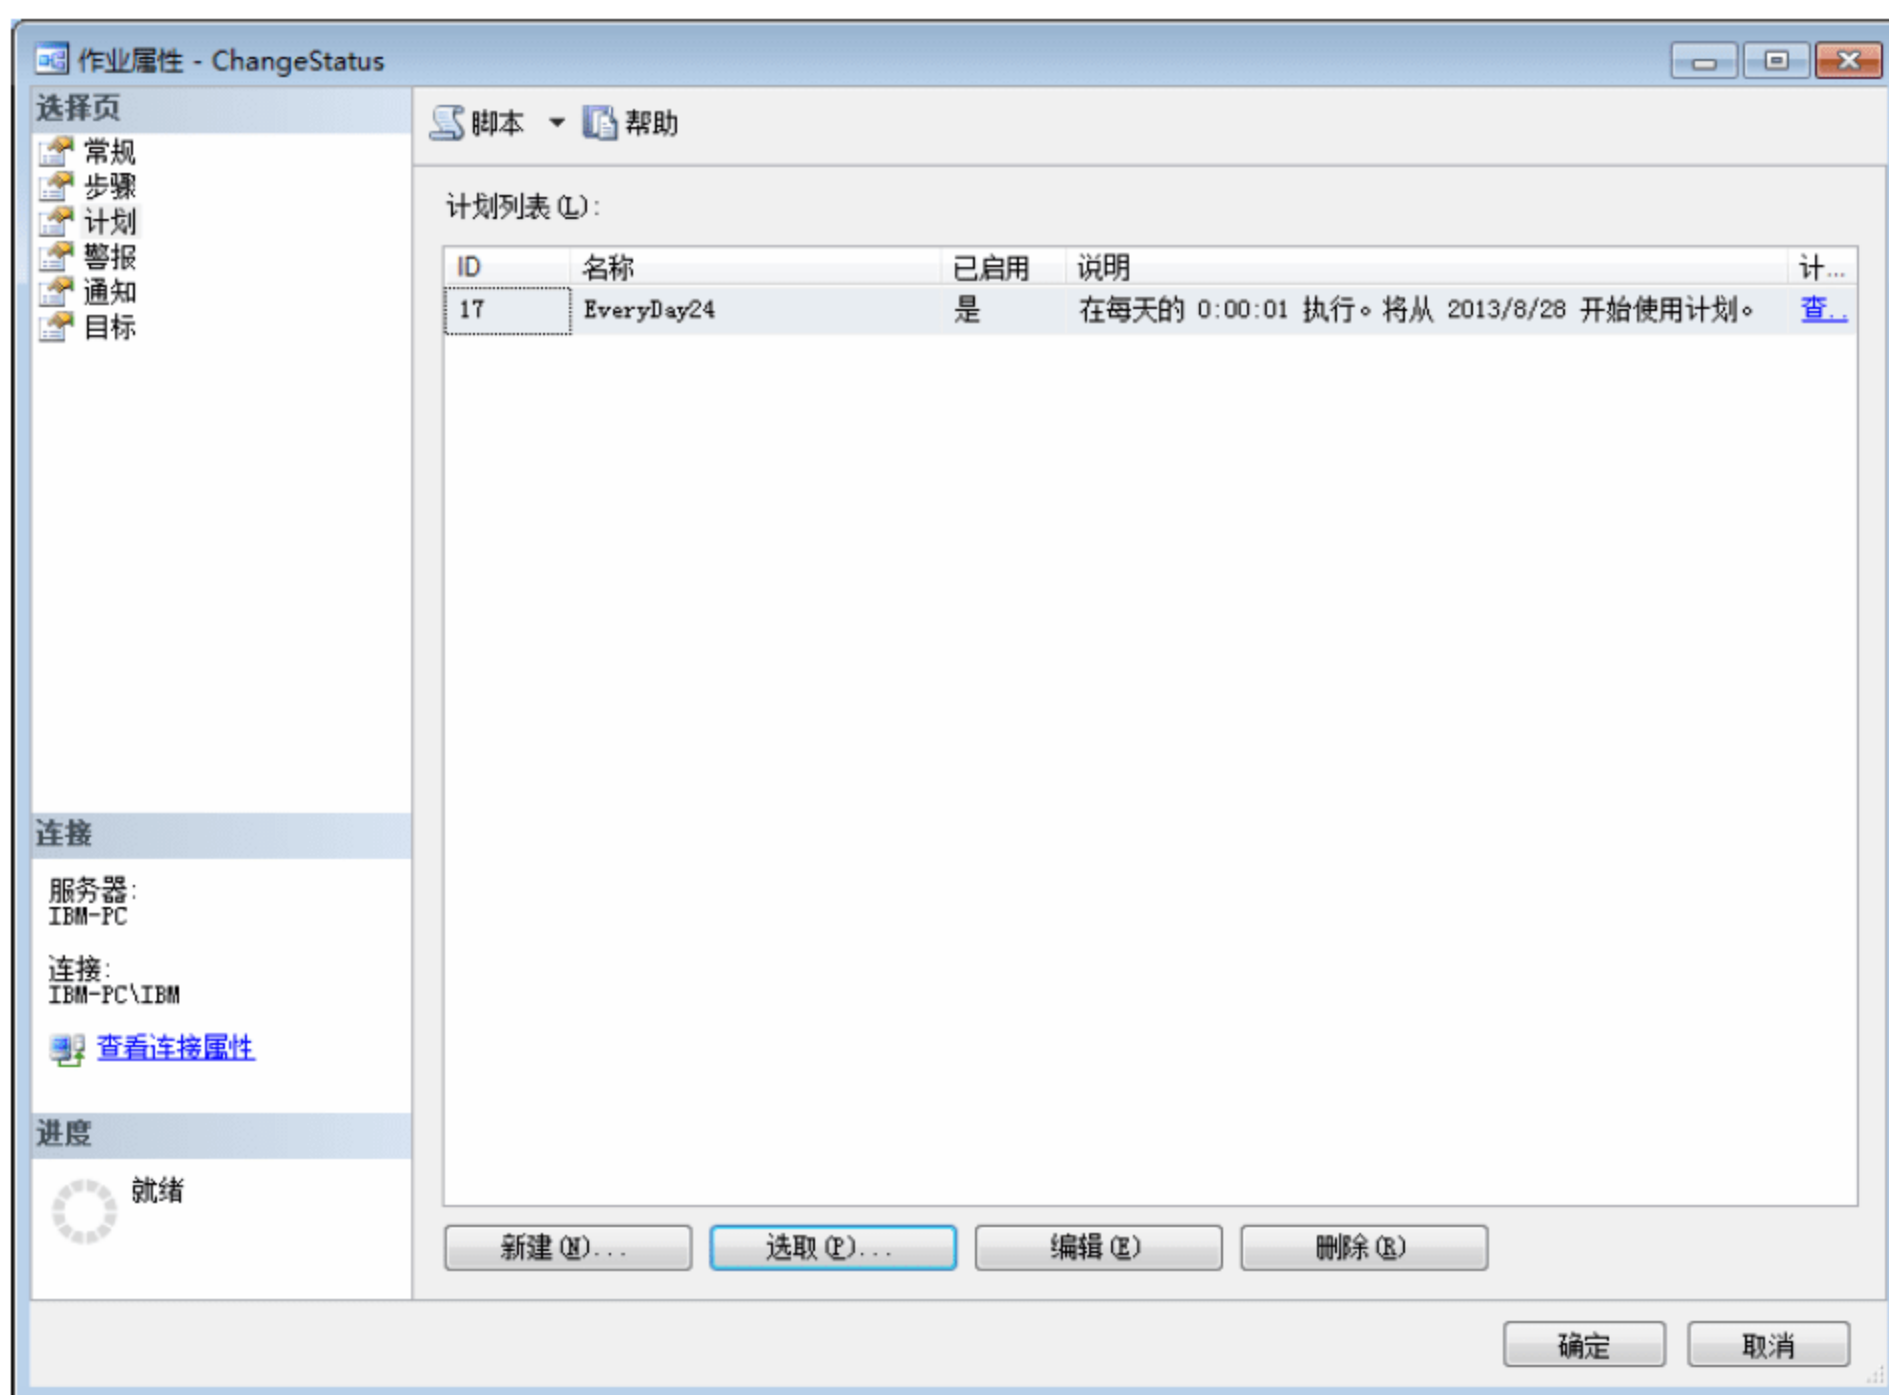 作业属性 - ChangeStatus
选择页
常规
步骤
计划
警报
通知
目标
脚本 帮助
计划列表(L):
ID 名称 已启用 说明 计...
17 EveryDay24 是 在每天的 0:00:01 执行。将从 2013/8/28 开始使用计划。 查...
连接
服务器:
IBM-PC
连接:
IBM-PC\IBM
查看连接属性
进度
就绪
新建(N)... 选取(P)... 编辑(E) 删除(R)
确定 取消